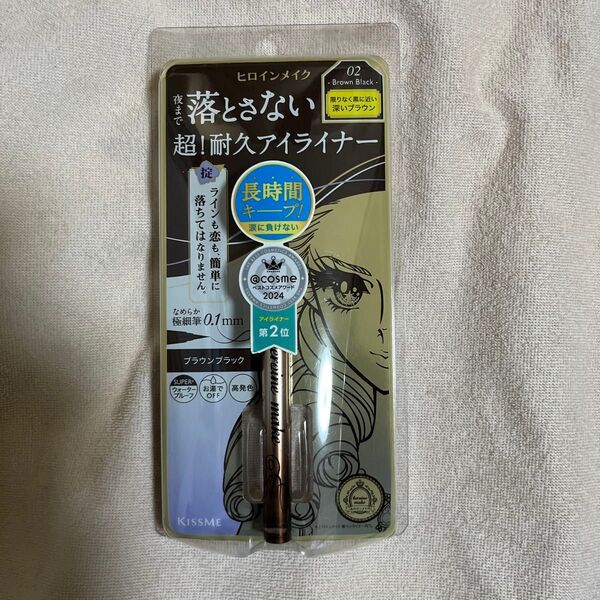 ヒロインメイク
02
- Brown Black -
限りなく黒に近い
深いブラウン
夜まで
落とさない
超!耐久アイライナー
掟
ラインも恋も、簡単に
落ちてはなりません。
長時間
キープ!
涙に負けない
@cosme
ベストコスメアワード
2024
アイライナー
第2位
なめらか
極細筆0.1mm
ブラウンブラック
SUPER+
ウォーター
プルーフ
お湯で
OFF
高発色
heroine make
heroine
make
KISSME